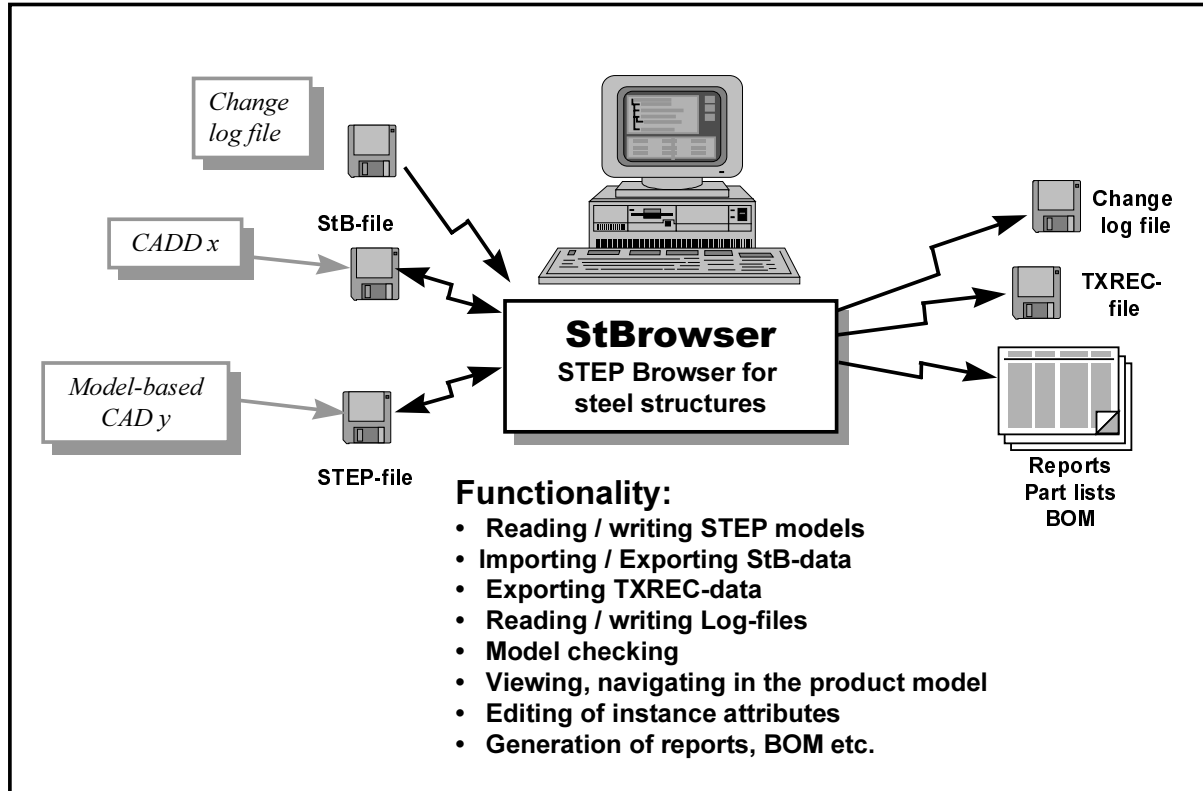 Change
log file
StB-file
CADD x
Model-based
CAD y
STEP-file
StBrowser
STEP Browser for
steel structures
Change
log file
TXREC-
file
Reports
Part lists
BOM
Functionality:
• Reading / writing STEP models
• Importing / Exporting StB-data
• Exporting TXREC-data
• Reading / writing Log-files
• Model checking
• Viewing, navigating in the product model
• Editing of instance attributes
• Generation of reports, BOM etc.